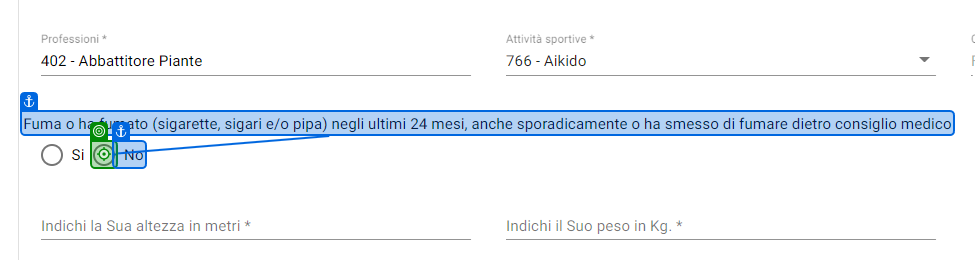 Professioni *
Attività sportive *
402 - Abbattitore Piante
766 - Aikido
Fuma o ha fumato (sigarette, sigari e/o pipa) negli ultimi 24 mesi, anche sporadicamente o ha smesso di fumare dietro consiglio medico
Si
No
Indichi la Sua altezza in metri *
Indichi il Suo peso in Kg. *